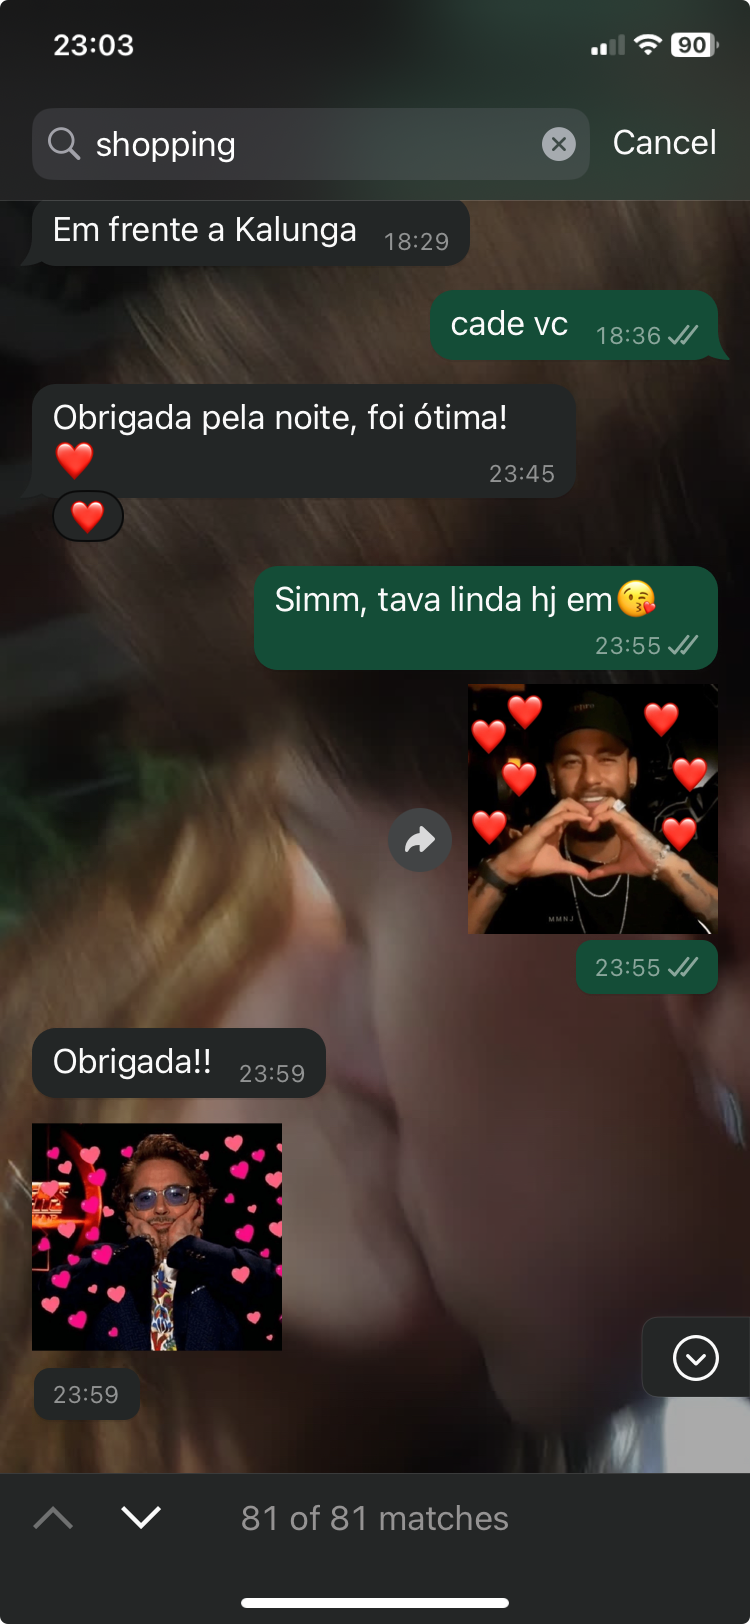 23:03
90
shopping
Cancel
Em frente a Kalunga
18:29
cade vc
18:36
Obrigada pela noite, foi ótima!
❤️
23:45
❤️
Simm, tava linda hj em😘
23:55
MMNJ
23:55
Obrigada!!
23:59
23:59
81 of 81 matches